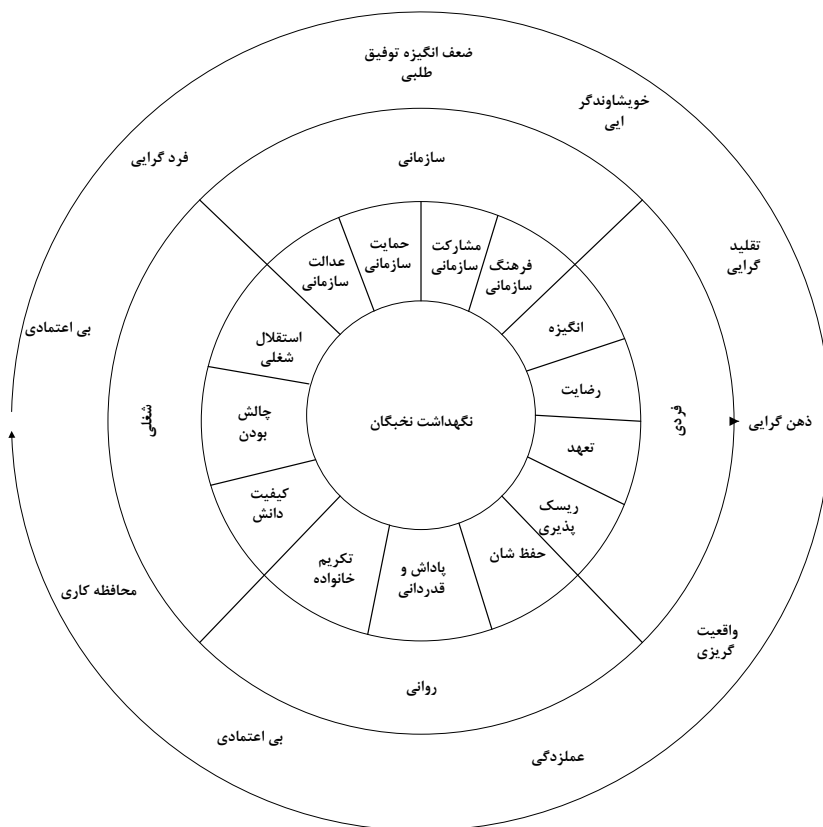 ضعف انگیزه توفیق
طلبی
خویشاوندگر
ایی
فرد گرایی
سازمانی
تقلید
گرایی
مشارکت
سازمانی
حمایت
سازمانی
فرهنگ
سازمانی
عدالت
سازمانی
انگیزه
بی اعتمادی
استقلال
شغلی
رضایت
چالش
بودن
نگهداشت نخبگان
فردی
شغلی
ذهن گرایی
تعهد
کیفیت
دانش
ریسک
پذیری
حفظ شان
پاداش و
قدردانی
تکریم
خانواده
محافظه کاری
واقعیت
گریزی
روانی
بی اعتمادی
عملزدگی